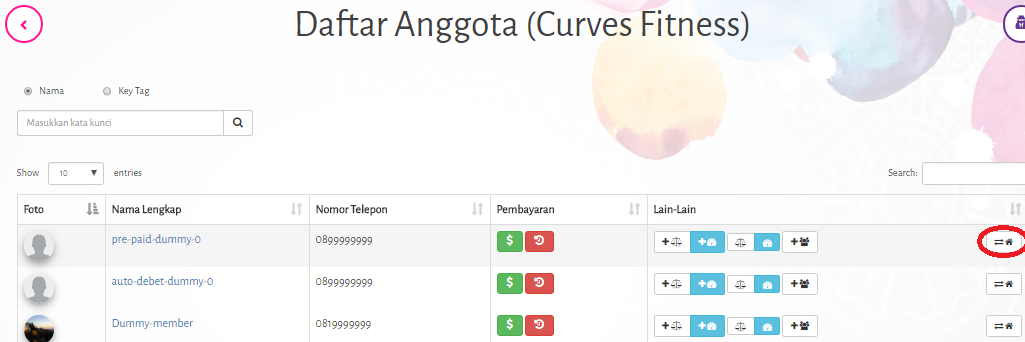 Daftar Anggota (Curves Fitness)
Nama Key Tag
Masukkan kata kunci
Show 10 entries Search:
Foto Nama Lengkap Nomor Telepon Pembayaran Lain-Lain
pre-paid-dummy-0 0899999999 $
auto-debet-dummy-0 0899999999 $
Dummy-member 0819999999 $